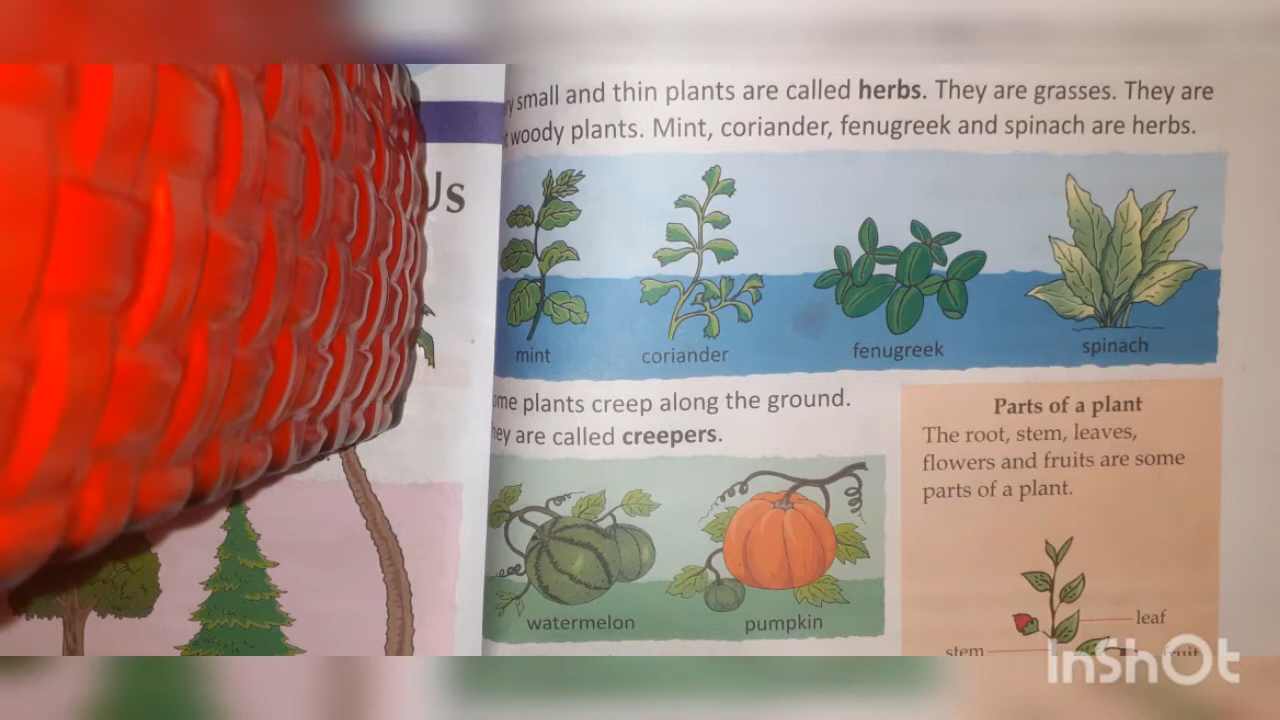 Us
small and thin plants are called herbs. They are grasses. They are
woody plants. Mint, coriander, fenugreek and spinach are herbs.
mint
coriander
fenugreek
spinach
plants creep along the ground.
are called creepers.
watermelon
pumpkin
Parts of a plant
The root, stem, leaves,
flowers and fruits are some
parts of a plant.
leaf
stem
fruit
InShOt